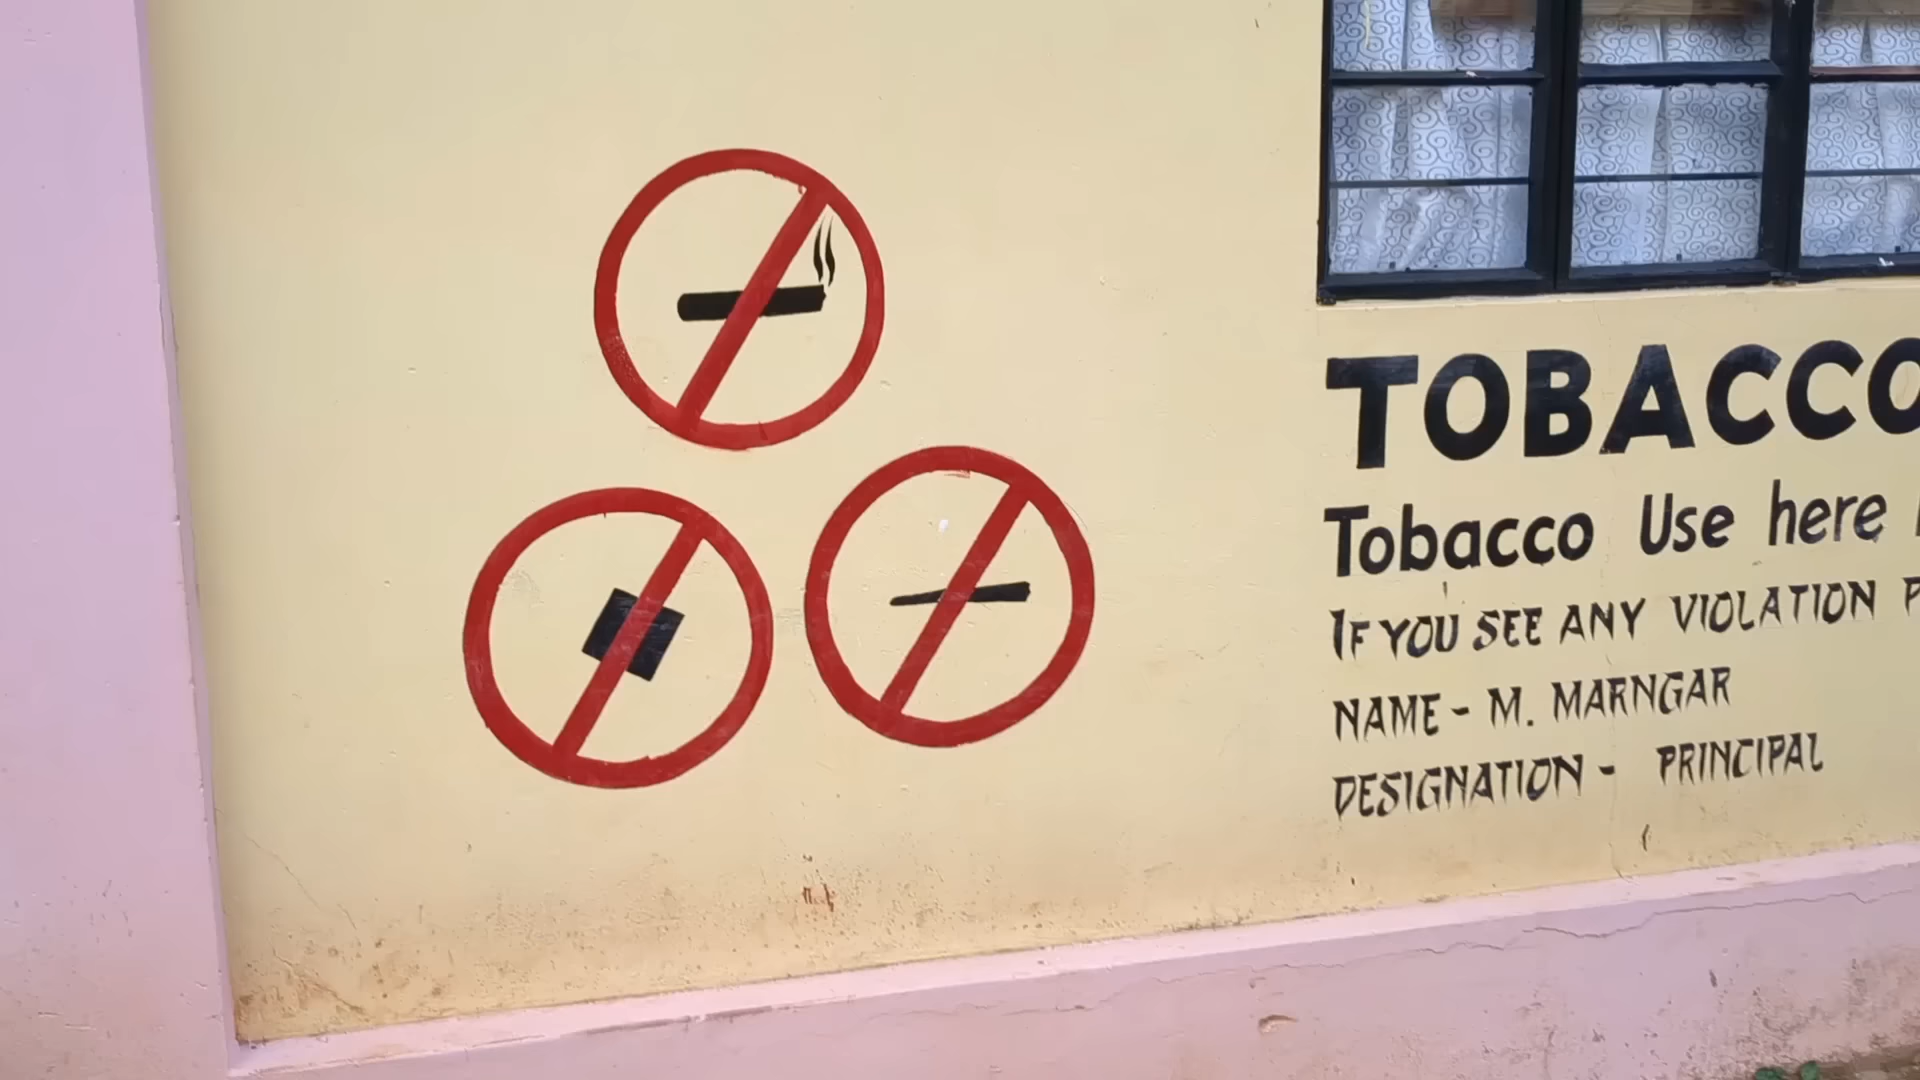 TOBACCO
Tobacco Use here
IF YOU SEE ANY VIOLATION
NAME - M. MARNGAR
DESIGNATION - PRINCIPAL